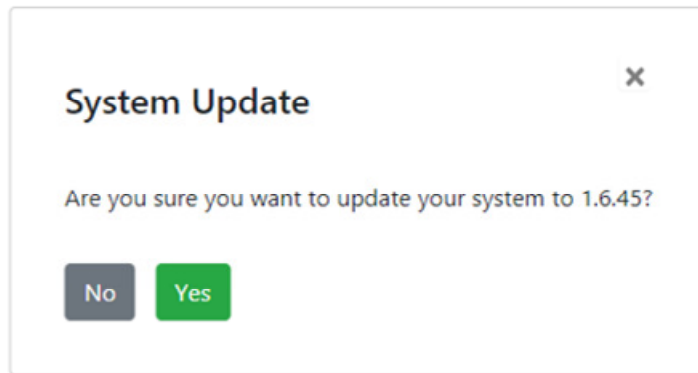 System Update
Are you sure you want to update your system to 1.6.45?
No Yes